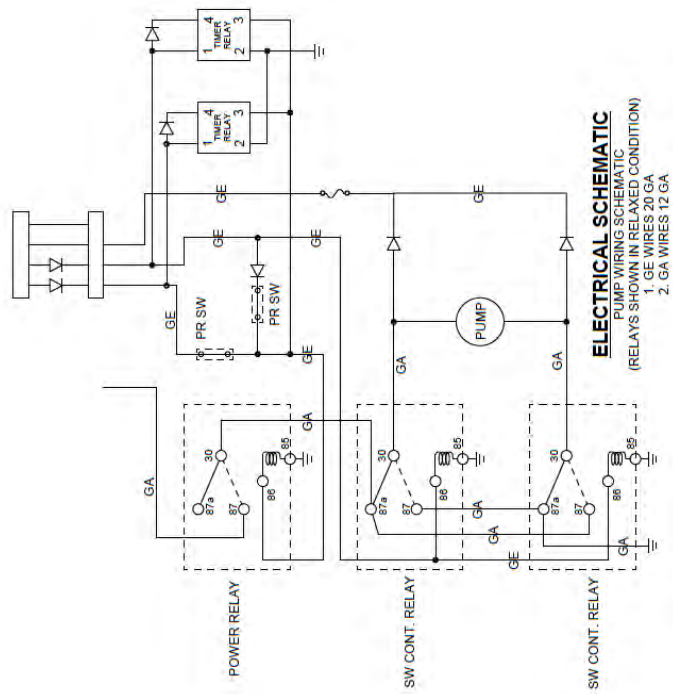 4 3
TIMER
RELAY
1 2
4 3
TIMER
RELAY
1 2
GE
GE
GE
GE
GE
PR SW
PR SW
GE
GA
POWER RELAY
87a
30
87
86
85
GA
GA
PUMP
GA
SW CONT. RELAY
87a
30
87
86
85
GA
GA
GE
SW CONT. RELAY
87a
30
87
86
85
GA
ELECTRICAL SCHEMATIC
PUMP WIRING SCHEMATIC
(RELAYS SHOWN IN RELAXED CONDITION)
1. GE WIRES 20 GA
2. GA WIRES 12 GA